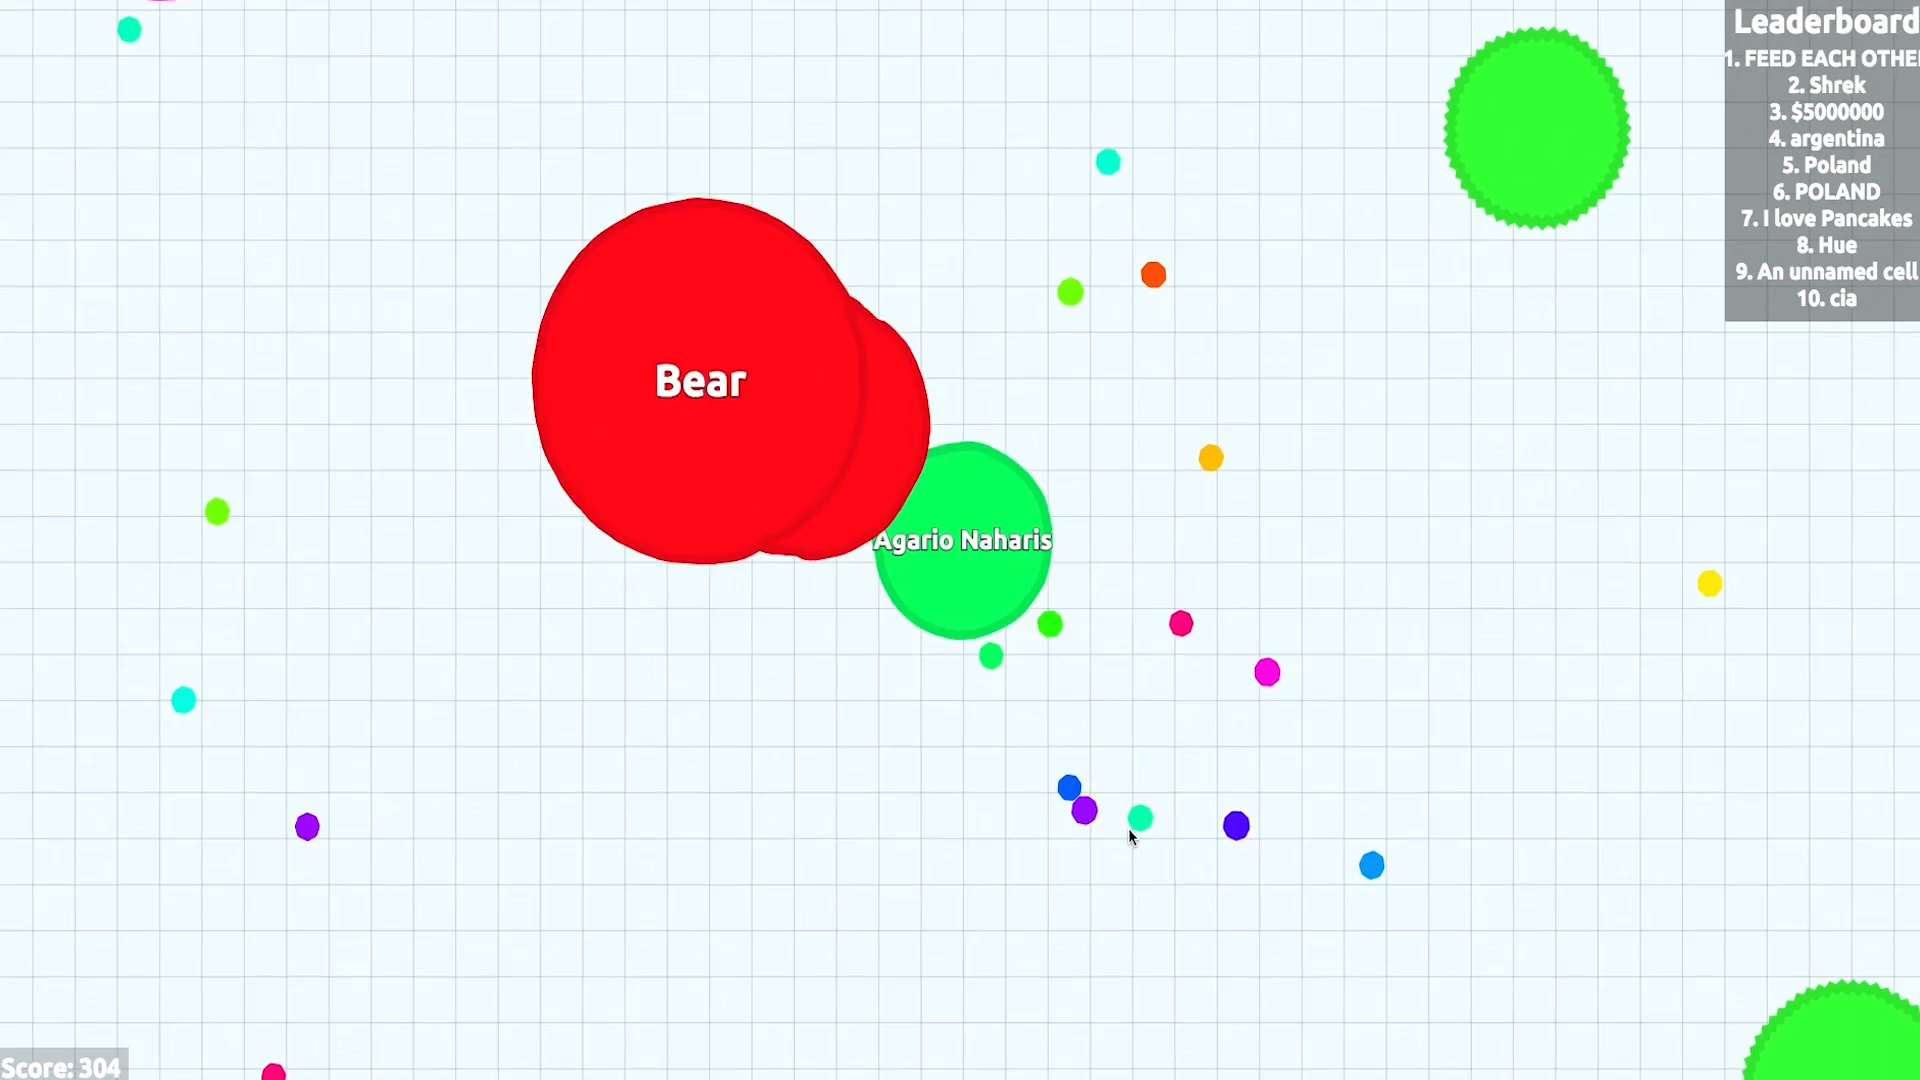 Leaderboard
1. FEED EACH OTHE
2. Shrek
3. $5000000
4. argentina
5. Poland
6. POLAND
7. I love Pancakes
8. Hue
9. An unnamed cell
10. cia
Bear
Agario Naharis
Score: 304